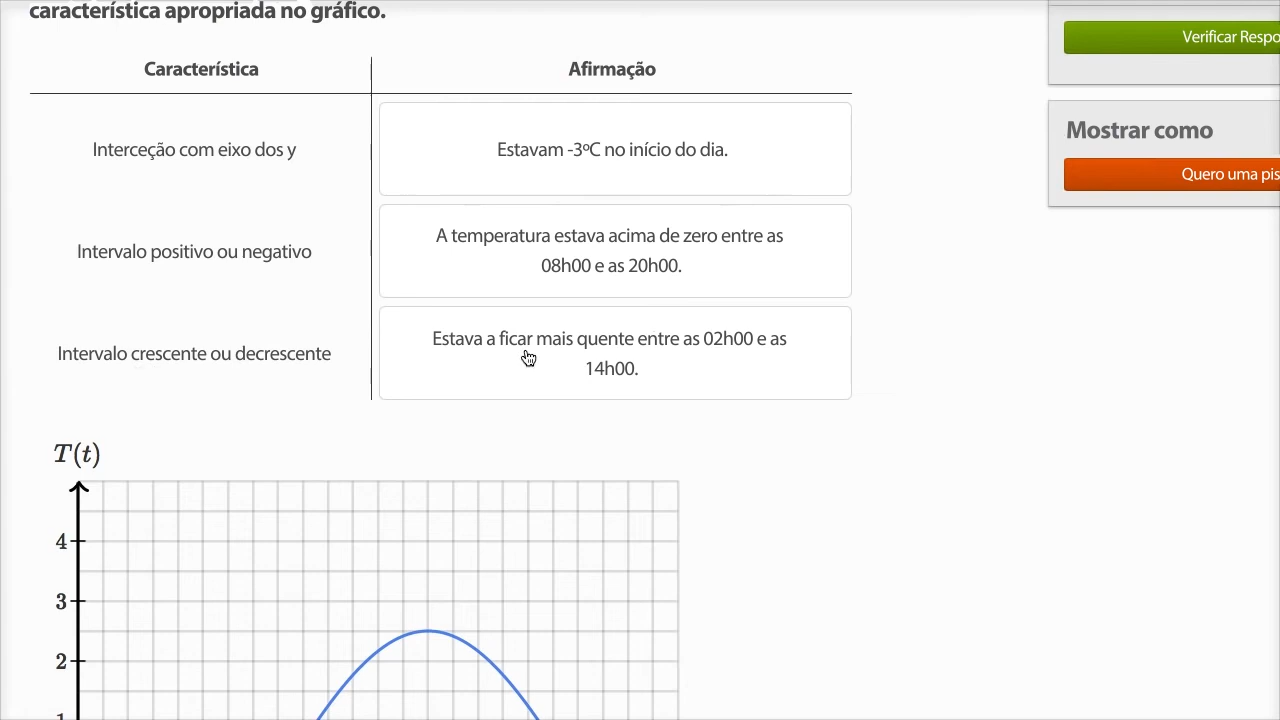 característica apropriada no gráfico.
Característica
Afirmação
Interceção com eixo dos y
Estavam -3ºC no início do dia.
Intervalo positivo ou negativo
A temperatura estava acima de zero entre as
08h00 e as 20h00.
Intervalo crescente ou decrescente
Estava a ficar mais quente entre as 02h00 e as
14h00.
T(t)
4
3
2
1
Verificar Respo
Mostrar como
Quero uma pis